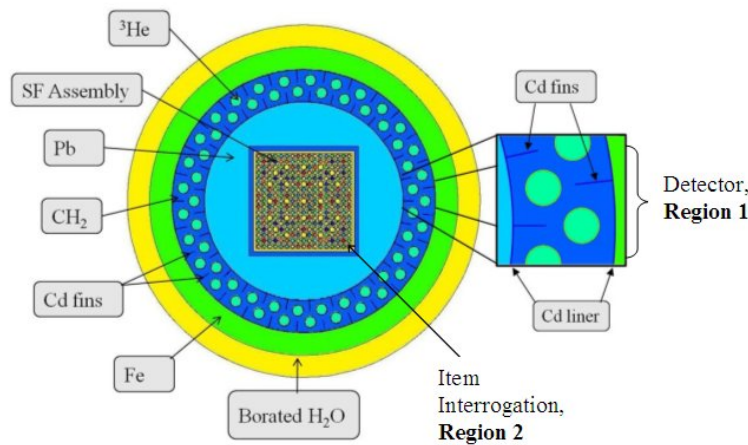 ³He
SF Assembly
Pb
CH₂
Cd fins
Fe
Borated H₂O
Item
Interrogation,
Region 2
Cd fins
Cd liner
Detector,
Region 1